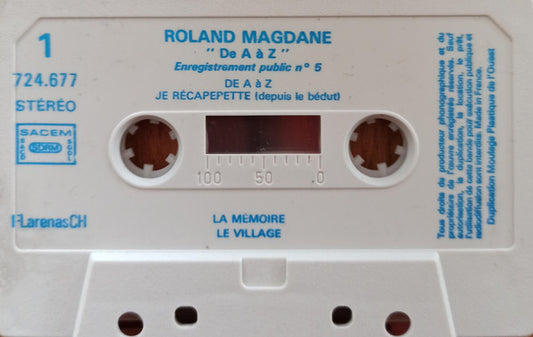 1
724.677
STÉRÉO
SACEM
SDRM
ROLAND MAGDANE
" De A à Z "
Enregistrement public n° 5
DE A à Z
JE RÉCAPEPETTE (depuis le bédut)
100 50 .0
LA MÉMOIRE
LE VILLAGE
Tous droits du producteur phonographique et du
propriétaire de l'œuvre enregistrée réservés. Sauf
autorisation, la duplication, la location, le prêt,
l'utilisation de cette bande pour exécution publique et
radiodiffusion sont interdits. Made in France.
Duplication Moulage Plastique de l'Ouest